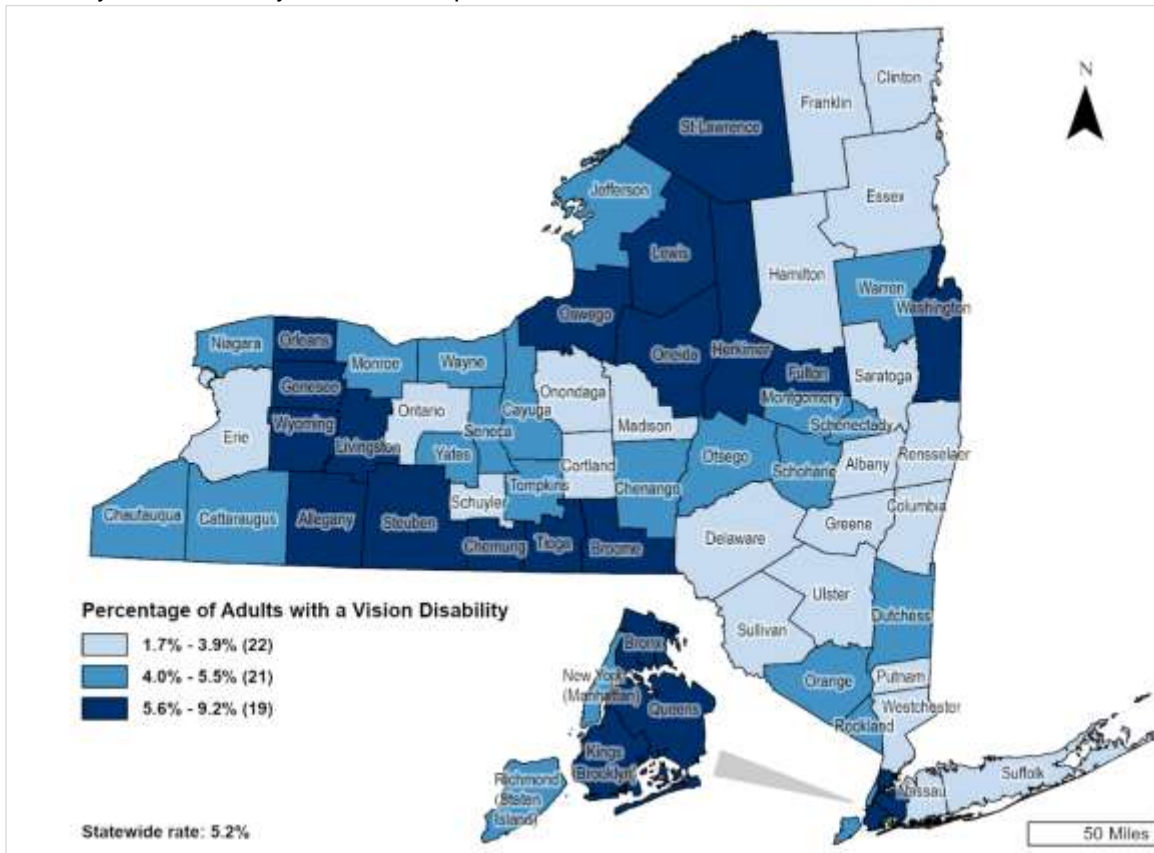 N
Clinton
Franklin
St Lawrence
Essex
Jefferson
Lewis
Hamilton
Warren
Washington
Oswego
Oneida
Herkimer
Fulton
Saratoga
Niagara
Orleans
Monroe
Wayne
Genesee
Onondaga
Montgomery
Ontario
Cayuga
Madison
Schenectady
Erie
Wyoming
Livingston
Seneca
Yates
Otsego
Schoharie
Albany
Rensselaer
Cortland
Chenango
Schuyler
Tompkins
Chautauqua
Cattaraugus
Allegany
Steuben
Chemung
Tioga
Broome
Delaware
Greene
Columbia
Ulster
Sullivan
Dutchess
Orange
Putnam
Westchester
Rockland
Suffolk
Nassau
Percentage of Adults with a Vision Disability
1.7% - 3.9% (22)
4.0% - 5.5% (21)
5.6% - 9.2% (19)
Bronx
New York
(Manhattan)
Queens
Kings
Brooklyn)
Richmond
(Staten
Island)
Statewide rate: 5.2%
50 Miles